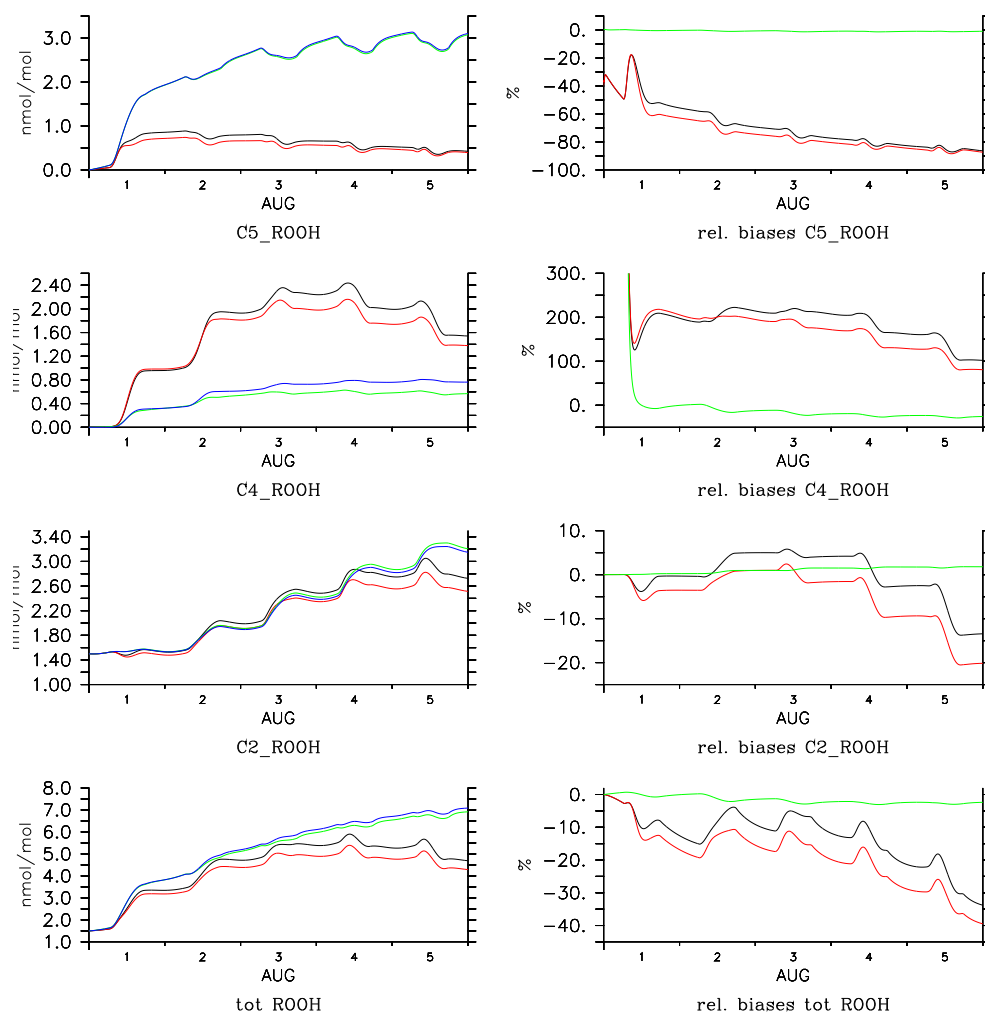 nmol/mol
3.0
2.0
1.0
0.0
1 2 3 4 5
AUG
C5_ROOH
%
0.
−20.
−40.
−60.
−80.
−100.
1 2 3 4 5
AUG
rel. biases C5_ROOH
nmol/mol
2.40
2.00
1.60
1.20
0.80
0.40
0.00
1 2 3 4 5
AUG
C4_ROOH
%
300.
200.
100.
0.
1 2 3 4 5
AUG
rel. biases C4_ROOH
nmol/mol
3.40
3.00
2.60
2.20
1.80
1.40
1.00
1 2 3 4 5
AUG
C2_ROOH
%
10.
0.
−10.
−20.
1 2 3 4 5
AUG
rel. biases C2_ROOH
nmol/mol
8.0
7.0
6.0
5.0
4.0
3.0
2.0
1.0
1 2 3 4 5
AUG
tot ROOH
%
0.
−10.
−20.
−30.
−40.
1 2 3 4 5
AUG
rel. biases tot ROOH